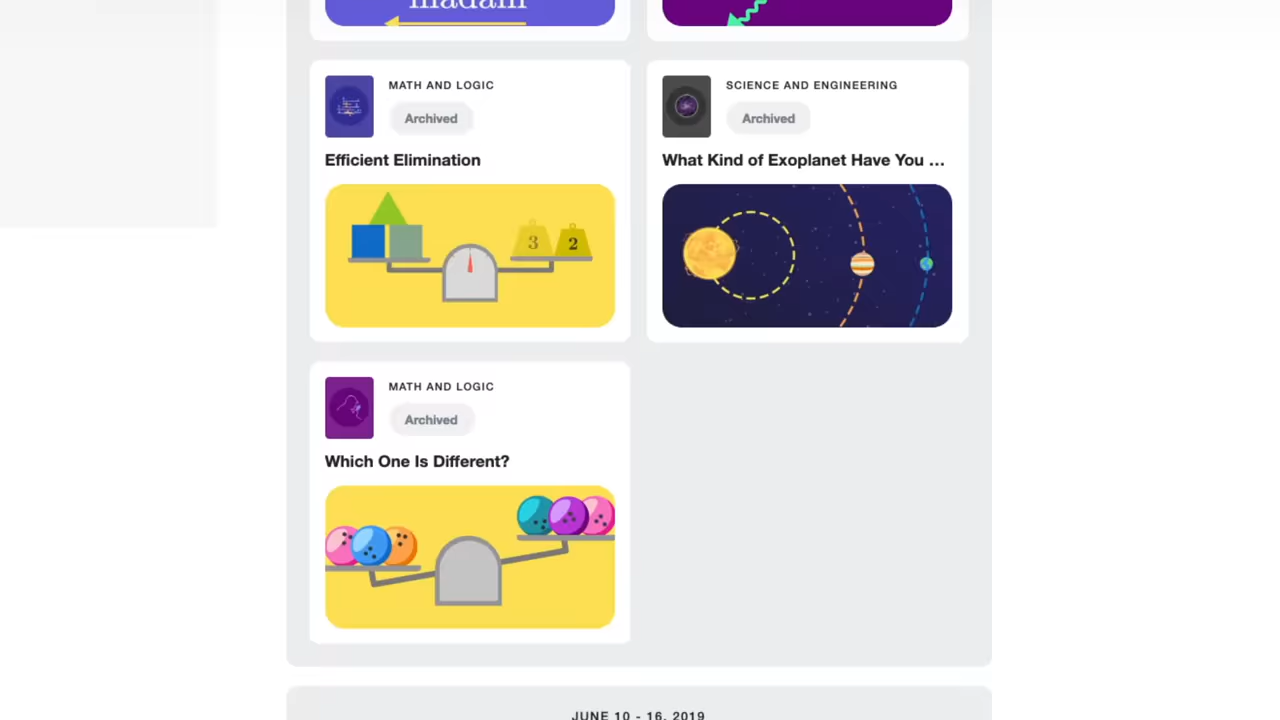 madam
MATH AND LOGIC
Archived
Efficient Elimination
3 2
SCIENCE AND ENGINEERING
Archived
What Kind of Exoplanet Have You ...
MATH AND LOGIC
Archived
Which One Is Different?
JUNE 10 - 16, 2019